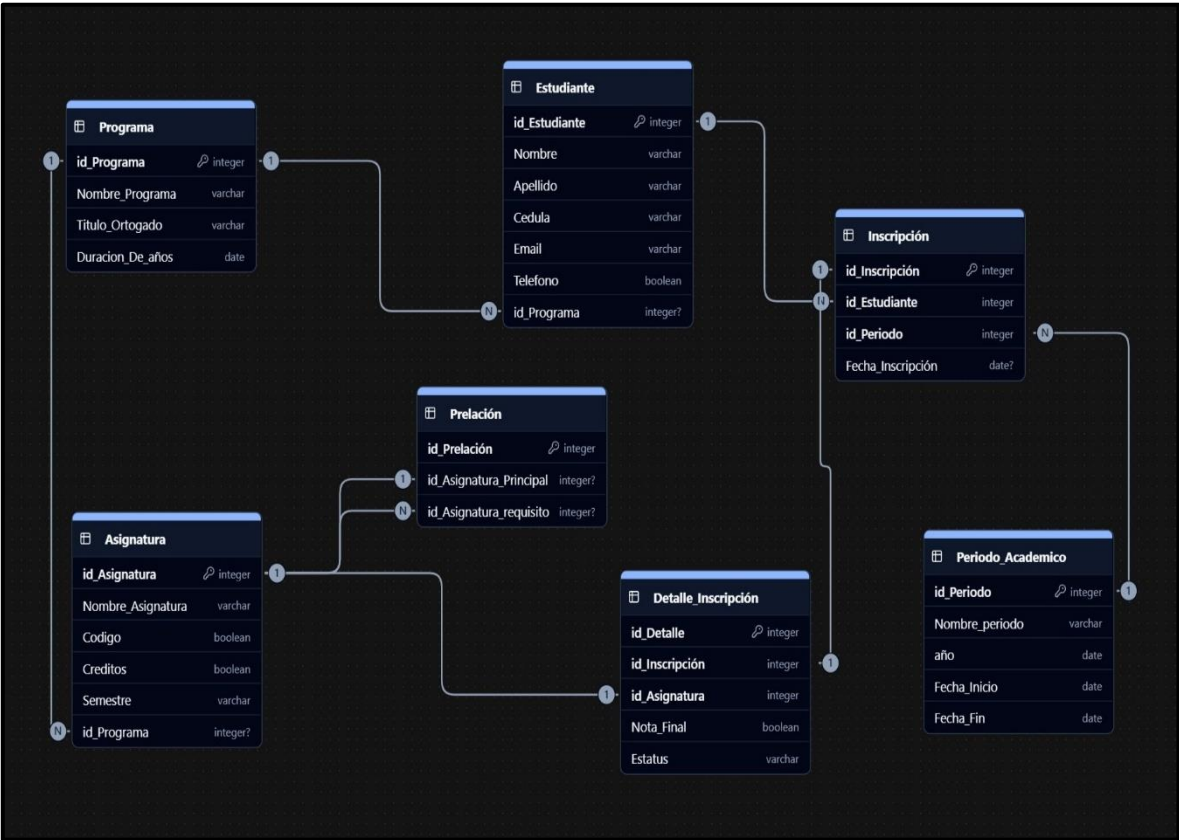 Programa
id_Programa integer
Nombre_Programa varchar
Titulo_Ortogado varchar
Duracion_De_años date
1
1
Estudiante
id_Estudiante integer
Nombre varchar
Apellido varchar
Cedula varchar
Email varchar
Telefono boolean
id_Programa integer?
1
N
Inscripción
id_Inscripción integer
id_Estudiante integer
id_Periodo integer
Fecha_Inscripción date?
1
N
N
Prelación
id_Prelación integer
id_Asignatura_Principal integer?
id_Asignatura_requisito integer?
1
N
Asignatura
id_Asignatura integer
Nombre_Asignatura varchar
Codigo boolean
Creditos boolean
Semestre varchar
id_Programa integer?
1
N
Detalle_Inscripción
id_Detalle integer
id_Inscripción integer
id_Asignatura integer
Nota_Final boolean
Estatus varchar
1
1
Periodo_Academico
id_Periodo integer
Nombre_periodo varchar
año date
Fecha_Inicio date
Fecha_Fin date
1